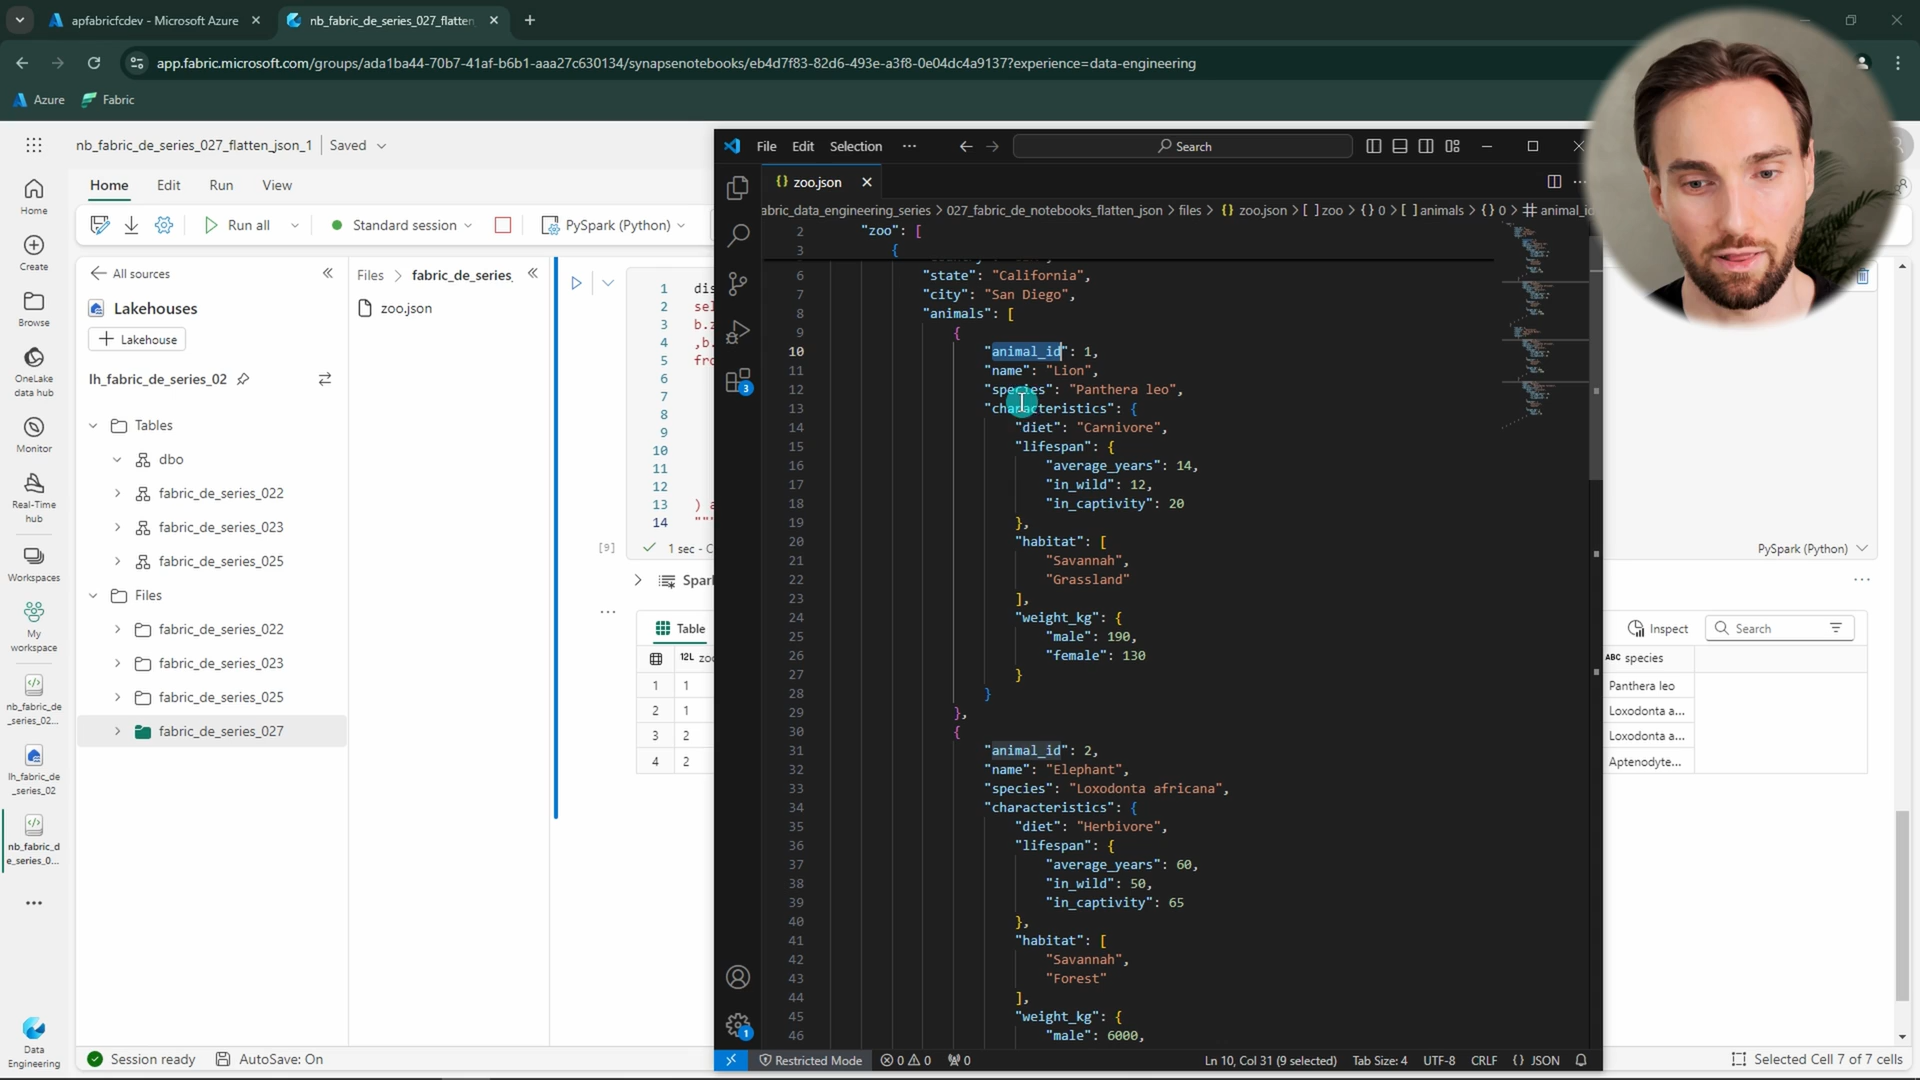 apfabricfcdev - Microsoft Azure
nb_fabric_de_series_027_flatten
app.fabric.microsoft.com/groups/ada1ba44-70b7-41af-b6b1-aaa27c630134/synapsenotebooks/eb4d7f83-82d6-493e-a3f8-0e04dc4a9137?experience=data-engineering
Azure
Fabric
nb_fabric_de_series_027_flatten_json_1 | Saved
Home
Edit
Run
View
Run all
Standard session
PySpark (Python)
Home
Create
Browse
OneLake
data hub
Monitor
Real-Time
hub
Workspaces
My
workspace
nb_fabric_de
_series_02...
lh_fabric_de
_series_02
nb_fabric_d
e_series_0...
Data
Engineering
All sources
Lakehouses
Lakehouse
lh_fabric_de_series_02
Tables
dbo
fabric_de_series_022
fabric_de_series_023
fabric_de_series_025
Files
fabric_de_series_022
fabric_de_series_023
fabric_de_series_025
fabric_de_series_027
Files > fabric_de_series_
zoo.json
1 dis
2 sel
3 b.z
4 ,b.
5 fro
6
7
8
9
10
11
12
13 ) a
14 """
[9]
1 sec - C
Spar
Table
12L zo
1 1
2 1
3 2
4 2
File Edit Selection ···
Search
{} zoo.json
abric_data_engineering_series > 027_fabric_de_notebooks_flatten_json > files > {} zoo.json > [ ] zoo > {} 0 > [ ] animals > {} 0 > # animal_id
2 "zoo": [
3 {
6 "state": "California",
7 "city": "San Diego",
8 "animals": [
9 {
10 "animal_id": 1,
11 "name": "Lion",
12 "species": "Panthera leo",
13 "characteristics": {
14 "diet": "Carnivore",
15 "lifespan": {
16 "average_years": 14,
17 "in_wild": 12,
18 "in_captivity": 20
19 },
20 "habitat": [
21 "Savannah",
22 "Grassland"
23 ],
24 "weight_kg": {
25 "male": 190,
26 "female": 130
27 }
28 }
29 },
30 {
31 "animal_id": 2,
32 "name": "Elephant",
33 "species": "Loxodonta africana",
34 "characteristics": {
35 "diet": "Herbivore",
36 "lifespan": {
37 "average_years": 60,
38 "in_wild": 50,
39 "in_captivity": 65
40 },
41 "habitat": [
42 "Savannah",
43 "Forest"
44 ],
45 "weight_kg": {
46 "male": 6000,
3
1
Restricted Mode
0 0
0
Ln 10, Col 31 (9 selected)
Tab Size: 4
UTF-8
CRLF
{} JSON
PySpark (Python)
Inspect
Search
ABC species
Panthera leo
Loxodonta a...
Loxodonta a...
Aptenodyte...
Session ready
AutoSave: On
Selected Cell 7 of 7 cells